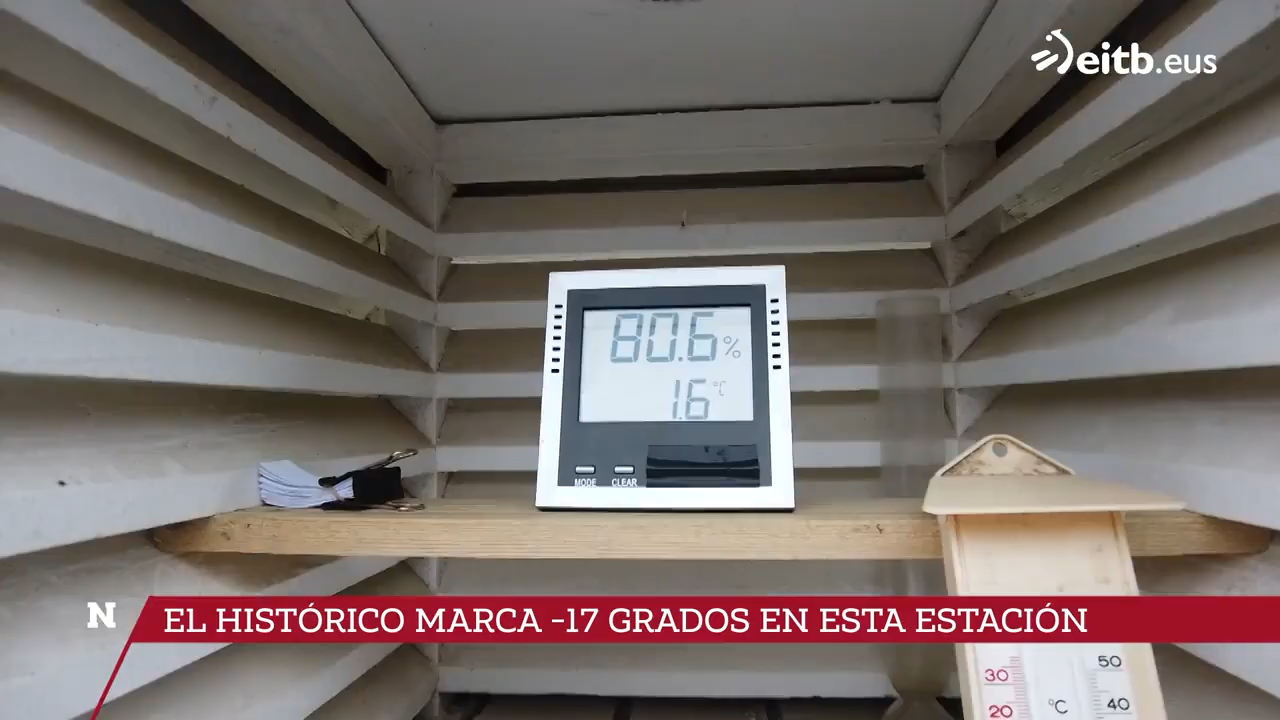 eitb.eus
80.6%
1.6 °C
MODE CLEAR
N EL HISTÓRICO MARCA -17 GRADOS EN ESTA ESTACIÓN
30 50
°C
20 40